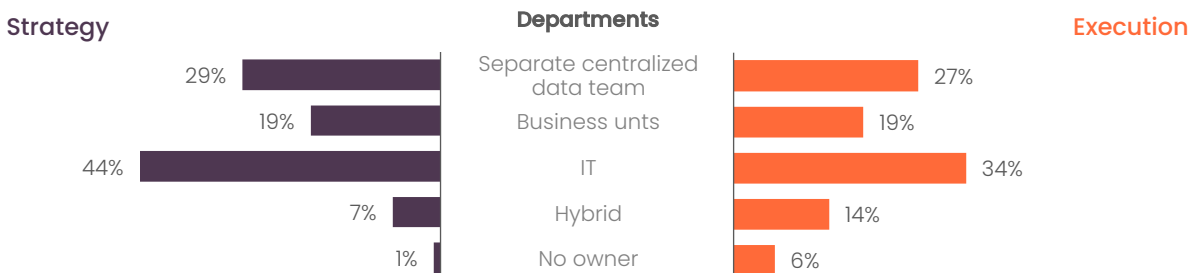 Strategy
Departments
Execution
29%
Separate centralized
data team
27%
19%
Business unts
19%
44%
IT
34%
7%
Hybrid
14%
1%
No owner
6%